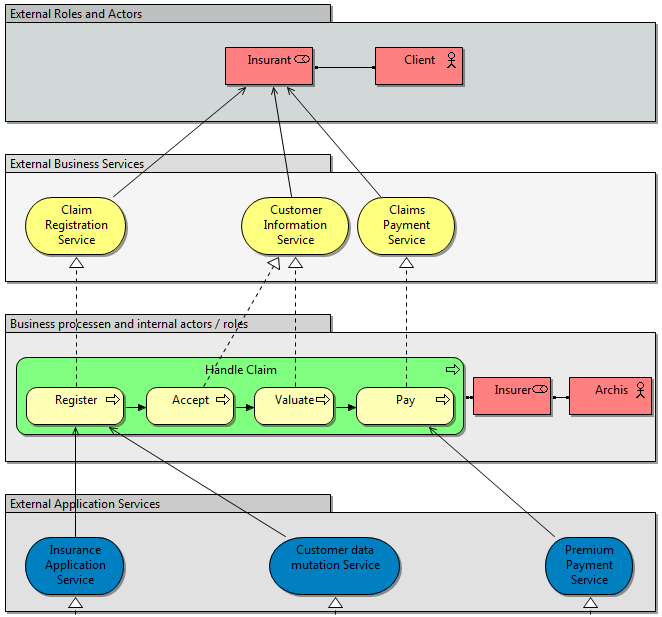 External Roles and Actors
Insurant
Client
External Business Services
Claim
Registration
Service
Customer
Information
Service
Claims
Payment
Service
Business processen and internal actors / roles
Handle Claim
Register
Accept
Valuate
Pay
Insurer
Archis
External Application Services
Insurance
Application
Service
Customer data
mutation Service
Premium
Payment
Service